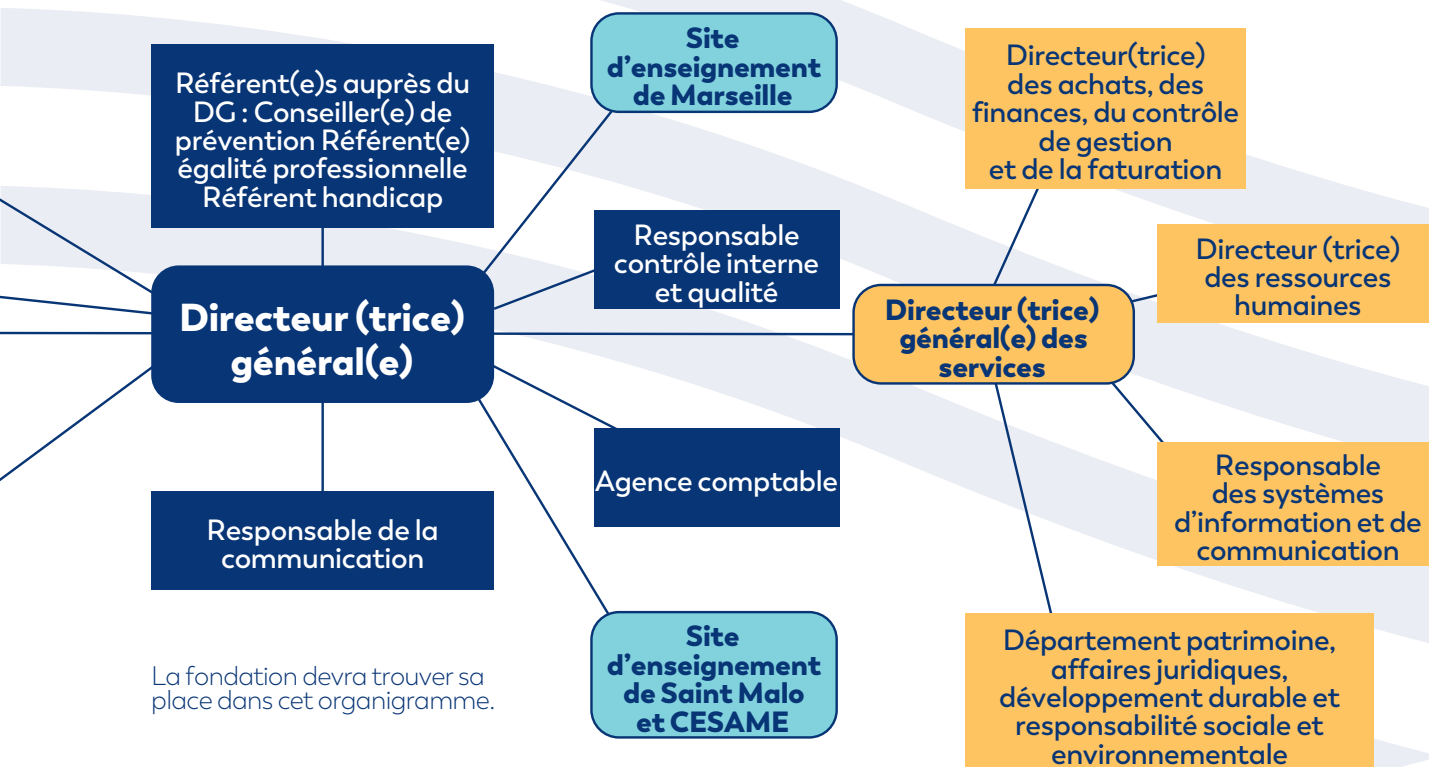 Référent(e)s auprès du
DG : Conseiller(e) de
prévention Référent(e)
égalité professionnelle
Référent handicap
Directeur (trice)
général(e)
Responsable de la
communication
La fondation devra trouver sa
place dans cet organigramme.
Site
d’enseignement
de Marseille
Responsable
contrôle interne
et qualité
Agence comptable
Site
d’enseignement
de Saint Malo
et CESAME
Directeur (trice)
général(e) des
services
Directeur(trice)
des achats, des
finances, du contrôle
de gestion
et de la faturation
Directeur (trice)
des ressources
humaines
Responsable
des systèmes
d’information et de
communication
Département patrimoine,
affaires juridiques,
développement durable et
responsabilité sociale et
environnementale